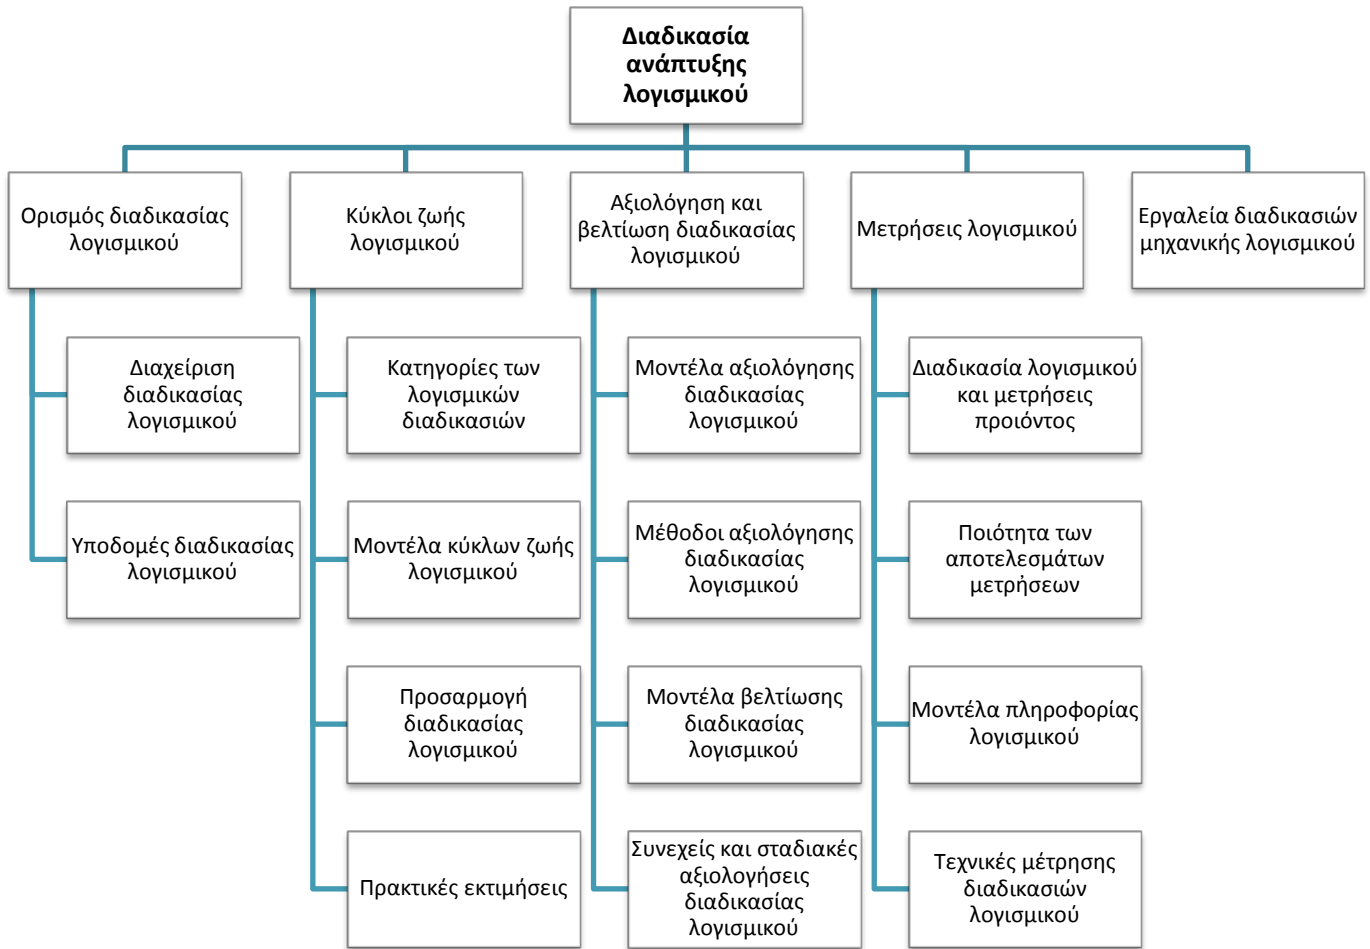 Διαδικασία
ανάπτυξης
λογισμικού
Ορισμός διαδικασίας
λογισμικού
Κύκλοι ζωής
λογισμικού
Αξιολόγηση και
βελτίωση διαδικασίας
λογισμικού
Μετρήσεις λογισμικού
Εργαλεία διαδικασιών
μηχανικής λογισμικού
Διαχείριση
διαδικασίας
λογισμικού
Υποδομές διαδικασίας
λογισμικού
Κατηγορίες των
λογισμικών
διαδικασιών
Μοντέλα κύκλων ζωής
λογισμικού
Προσαρμογή
διαδικασίας
λογισμικού
Πρακτικές εκτιμήσεις
Μοντέλα αξιολόγησης
διαδικασίας
λογισμικού
Μέθοδοι αξιολόγησης
διαδικασίας
λογισμικού
Μοντέλα βελτίωσης
διαδικασίας
λογισμικού
Συνεχείς και σταδιακές
αξιολογήσεις
διαδικασίας
λογισμικού
Διαδικασία λογισμικού
και μετρήσεις
προιόντος
Ποιότητα των
αποτελεσμάτων
μετρήσεων
Μοντέλα πληροφορίας
λογισμικού
Τεχνικές μέτρησης
διαδικασιών
λογισμικού